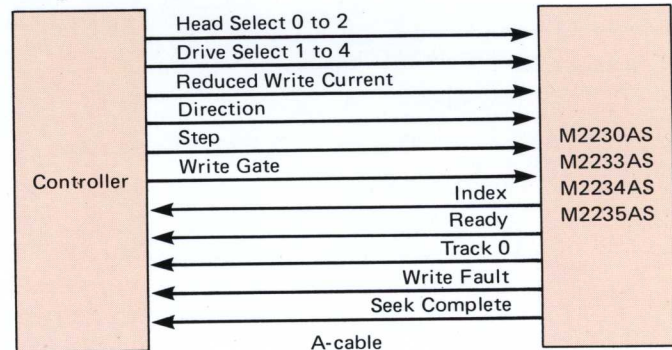 Head Select 0 to 2
Drive Select 1 to 4
Reduced Write Current
Direction
Step
Write Gate
Controller
Index
Ready
Track 0
Write Fault
Seek Complete
A-cable
M2230AS
M2233AS
M2234AS
M2235AS